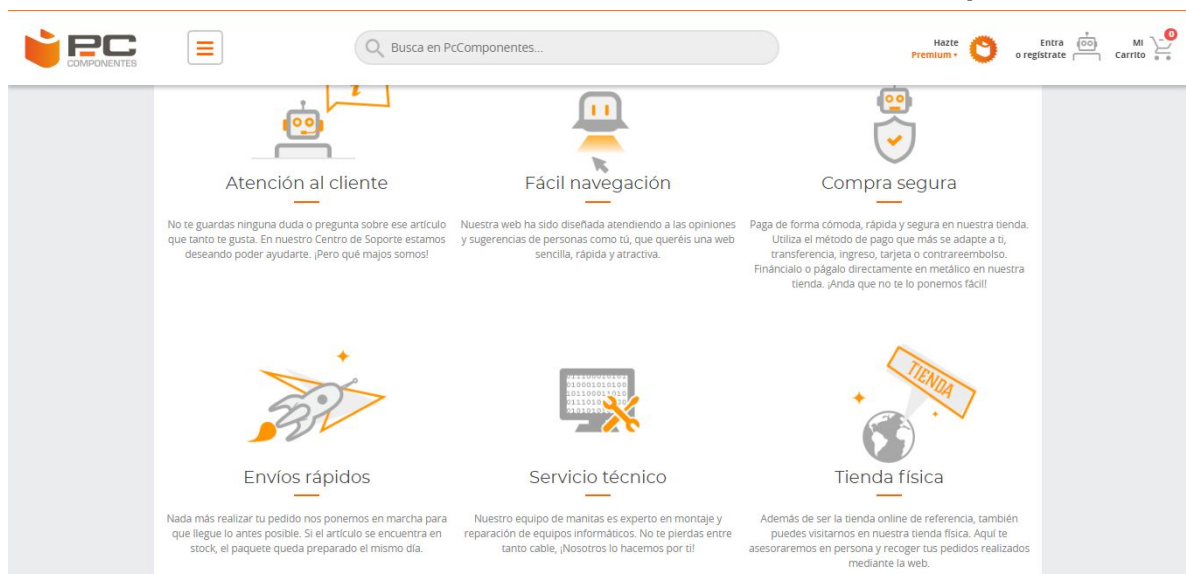 PC
COMPONENTES
Busca en PcComponentes...
Hazte
Premium
Entra
o regístrate
Mi
Carrito
0
i
Atención al cliente
No te guardas ninguna duda o pregunta sobre ese artículo
que tanto te gusta. En nuestro Centro de Soporte estamos
deseando poder ayudarte. ¡Pero qué majos somos!
Fácil navegación
Nuestra web ha sido diseñada atendiendo a las opiniones
y sugerencias de personas como tú, que queréis una web
sencilla, rápida y atractiva.
Compra segura
Paga de forma cómoda, rápida y segura en nuestra tienda.
Utiliza el método de pago que más se adapte a ti,
transferencia, ingreso, tarjeta o contrareembolso.
Fináncialo o págalo directamente en metálico en nuestra
tienda. ¡Anda que no te lo ponemos fácil!
Envíos rápidos
Nada más realizar tu pedido nos ponemos en marcha para
que llegue lo antes posible. Si el artículo se encuentra en
stock, el paquete queda preparado el mismo día.
Servicio técnico
Nuestro equipo de manitas es experto en montaje y
reparación de equipos informáticos. No te pierdas entre
tanto cable, ¡Nosotros lo hacemos por ti!
TIENDA
Tienda física
Además de ser la tienda online de referencia, también
puedes visitarnos en nuestra tienda física. Aquí te
asesoraremos en persona y recoger tus pedidos realizados
mediante la web.